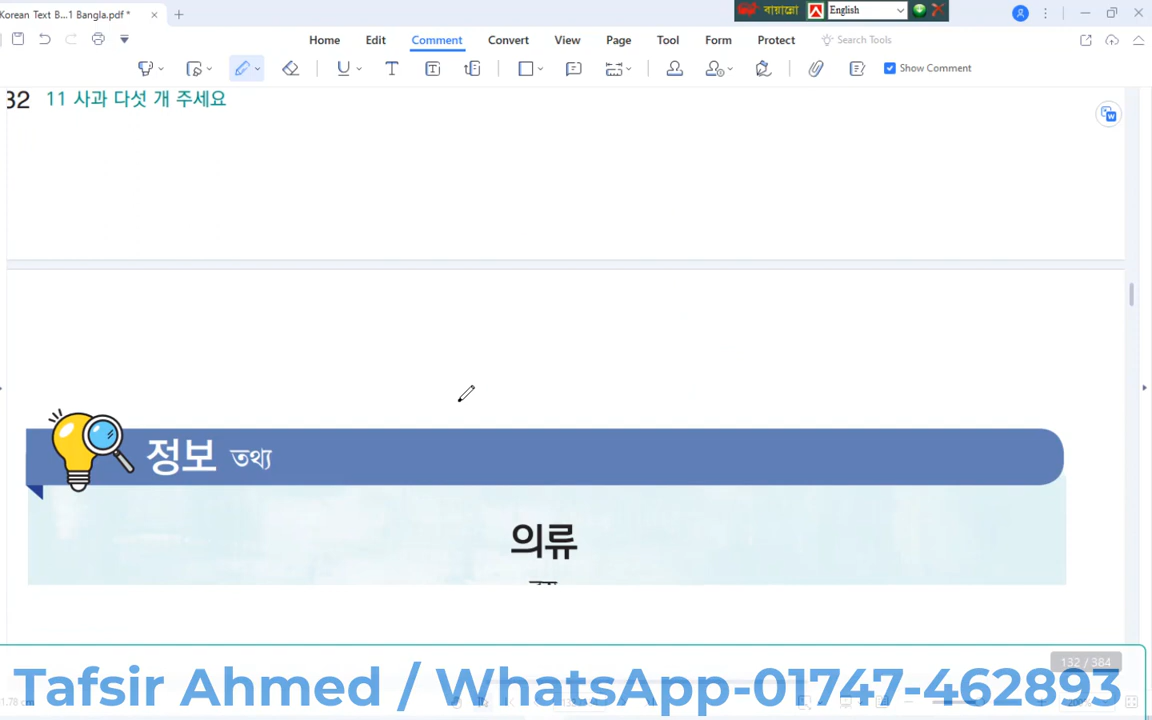 Korean Text B...1 Bangla.pdf *
বায়ান্নো
English
Home Edit Comment Convert View Page Tool Form Protect Search Tools
Show Comment
32 11 사과 다섯 개 주세요
정보 তথ্য
의류
132 / 384
Tafsir Ahmed / WhatsApp-01747-462893